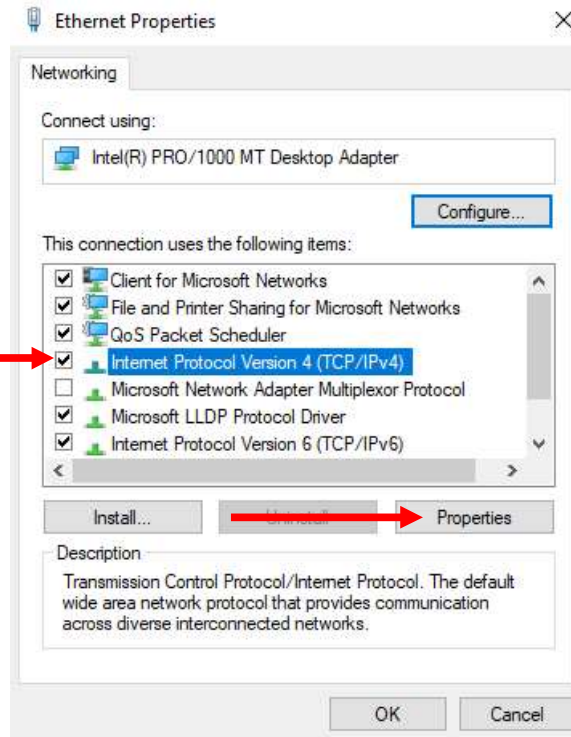 Ethernet Properties
Networking
Connect using:
Intel(R) PRO/1000 MT Desktop Adapter
Configure...
This connection uses the following items:
Client for Microsoft Networks
File and Printer Sharing for Microsoft Networks
QoS Packet Scheduler
Internet Protocol Version 4 (TCP/IPv4)
Microsoft Network Adapter Multiplexor Protocol
Microsoft LLDP Protocol Driver
Internet Protocol Version 6 (TCP/IPv6)
Install...
Properties
Description
Transmission Control Protocol/Internet Protocol. The default
wide area network protocol that provides communication
across diverse interconnected networks.
OK
Cancel